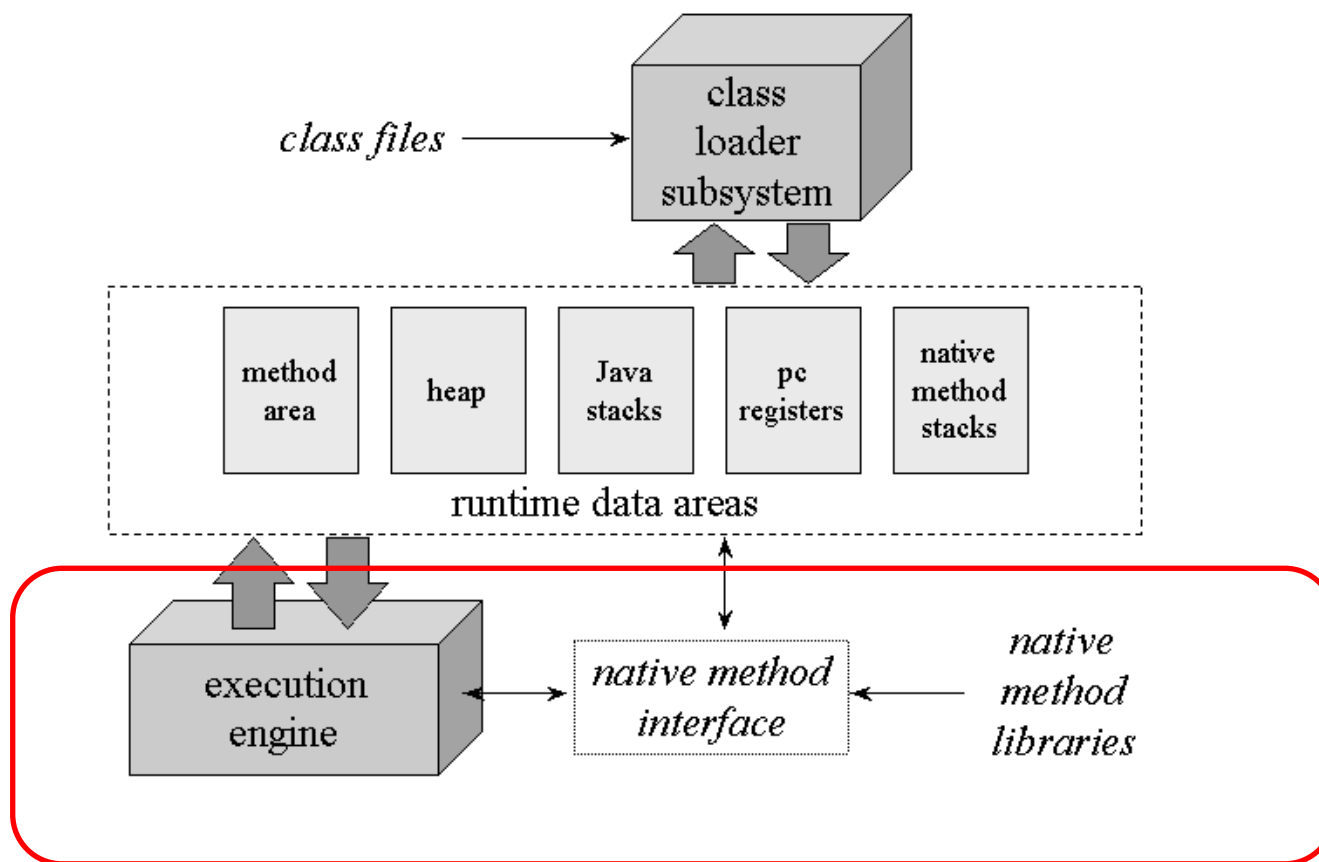 class
loader
subsystem
class files
method
area
heap
Java
stacks
pc
registers
native
method
stacks
runtime data areas
execution
engine
native method
interface
native
method
libraries